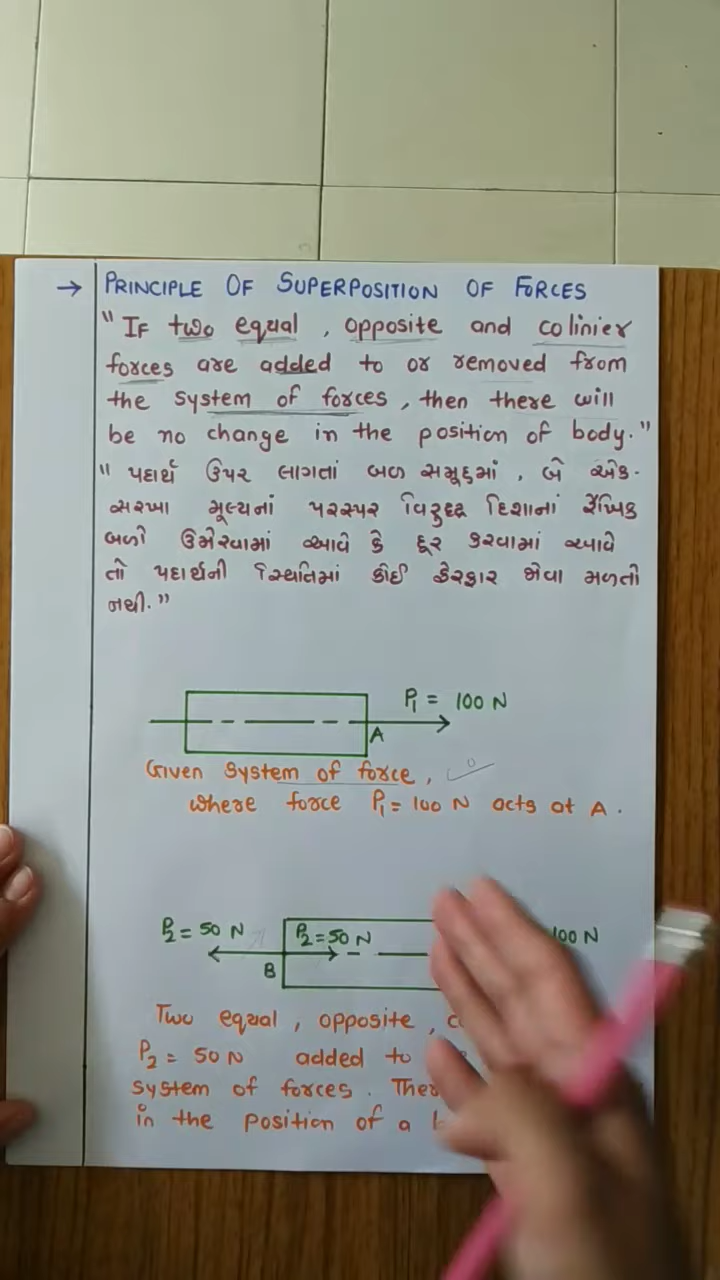 → PRINCIPLE OF SUPERPOSITION OF FORCES
" IF two equal , opposite and colinier
forces are added to or removed from
the system of forces , then there will
be no change in the position of body. "
" પદાર્થ ઉપર લાગતાં બળ સમૂહમાં , બે એક-
સરખા મૂલ્યનાં પરસ્પર વિરુદ્ધ દિશાનાં રૈખિક
બળો ઉમેરવામાં આવે કે દૂર કરવામાં આવે
તો પદાર્થની સ્થિતિમાં કોઈ ફેરફાર જોવા મળતો
નથી. "
P₁ = 100 N
A
Given system of force ,
where force P₁ = 100 N acts at A .
P₂ = 50 N P₂ = 50 N 100 N
B
Two equal , opposite ,
P₂ = 50 N added to
system of forces .
in the position of a